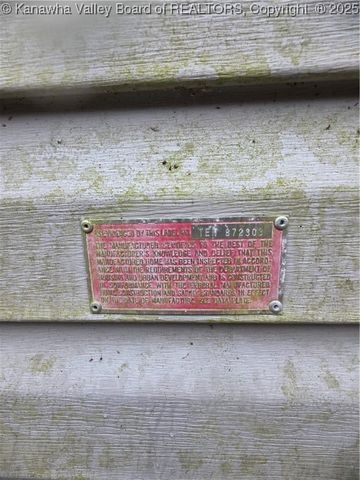 © Kanawha Valley Board of REALTORS, Copyright ® 2025
AS EVIDENCED BY THIS LABEL NO. TEN 372303
THE MANUFACTURER CERTIFIES TO THE BEST OF THE
MANUFACTURER'S KNOWLEDGE AND BELIEF THAT THIS
MANUFACTURED HOME HAS BEEN INSPECTED IN ACCORD-
ANCE WITH THE REQUIREMENTS OF THE DEPARTMENT OF
HOUSING AND URBAN DEVELOPMENT AND IS CONSTRUCTED
IN CONFORMANCE WITH THE FEDERAL MANUFACTURED
HOME CONSTRUCTION AND SAFETY STANDARDS IN EFFECT
ON THE DATE OF MANUFACTURE. SEE DATA PLATE.